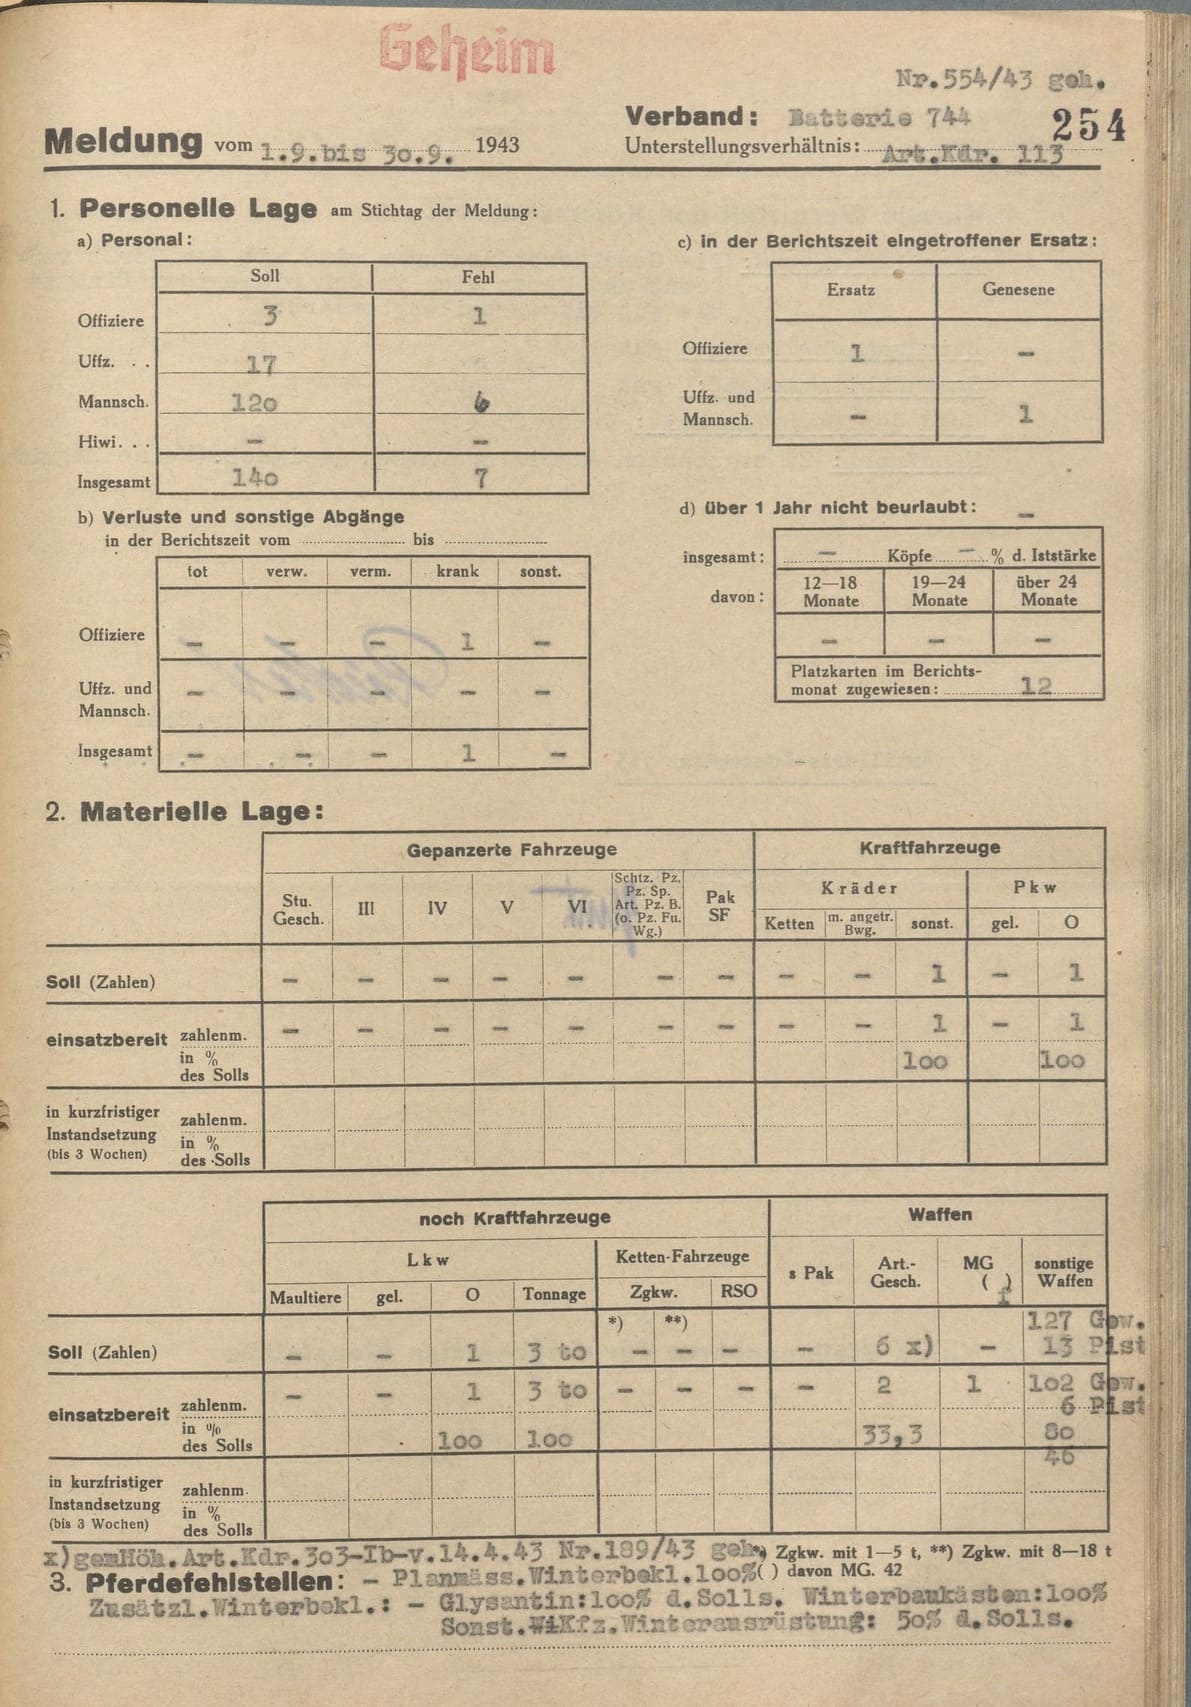 Geheim
Nr.554/43 geh.
Verband: Batterie 744
254
Meldung vom 1.9.bis 30.9. 1943
Unterstellungsverhältnis: Art.Kdr. 113
1. Personelle Lage am Stichtag der Meldung:
a) Personal:
Soll Fehl
Offiziere 3 1
Uffz. . . 17
Mannsch. 120 6
Hiwi. . . – –
Insgesamt 140 7
c) in der Berichtszeit eingetroffener Ersatz:
Ersatz Genesene
Offiziere 1 –
Uffz. und
Mannsch. – 1
b) Verluste und sonstige Abgänge
in der Berichtszeit vom ........ bis ........
tot verw. verm. krank sonst.
Offiziere – – – 1 –
Uffz. und – – – – –
Mannsch.
Insgesamt – – – 1 –
d) über 1 Jahr nicht beurlaubt: –
insgesamt: – Köpfe – % d. Iststärke
davon: 12—18 19—24 über 24
Monate Monate Monate
– – –
Platzkarten im Berichts-
monat zugewiesen: 12
2. Materielle Lage:
Gepanzerte Fahrzeuge Kraftfahrzeuge
Stu.
Gesch. III IV V VI
Schtz. Pz.
Pz. Sp.
Art. Pz. B.
(o. Pz. Fu.
Wg.)
Pak
SF
Kräder Pkw
Ketten m. angetr.
Bwg. sonst. gel. O
Soll (Zahlen) – – – – – – – – – 1 – 1
einsatzbereit zahlenm. – – – – – – – – – 1 – 1
in %
des Solls 100 100
in kurzfristiger
Instandsetzung
(bis 3 Wochen)
zahlenm.
in %
des Solls
noch Kraftfahrzeuge Waffen
Lkw Ketten-Fahrzeuge
s Pak Art.-
Gesch. MG
( ) sonstige
Waffen
Maultiere gel. O Tonnage Zgkw. RSO
*) **)
127 Gew.
Soll (Zahlen) – – 1 3 to – – – – 6 x) – 13 Pist
einsatzbereit zahlenm. – – 1 3 to – – – – 2 1 102 Gew.
6 Pist
in %
des Solls 100 100 33,3 80
46
in kurzfristiger
Instandsetzung
(bis 3 Wochen)
zahlenm.
in %
des Solls
x)gemHöh.Art.Kdr.303-Ib-v.14.4.43 Nr.189/43 geh. *) Zgkw. mit 1—5 t, **) Zgkw. mit 8—18 t
( ) davon MG. 42
3. Pferdefehlstellen: – Planmäss.Winterbekl.100%
Zusätzl.Winterbekl.: – Glysantin:100% d.Solls. Winterbaukästen:100%
Sonst.WiKfz.Winterausrüstung: 50% d.Solls.